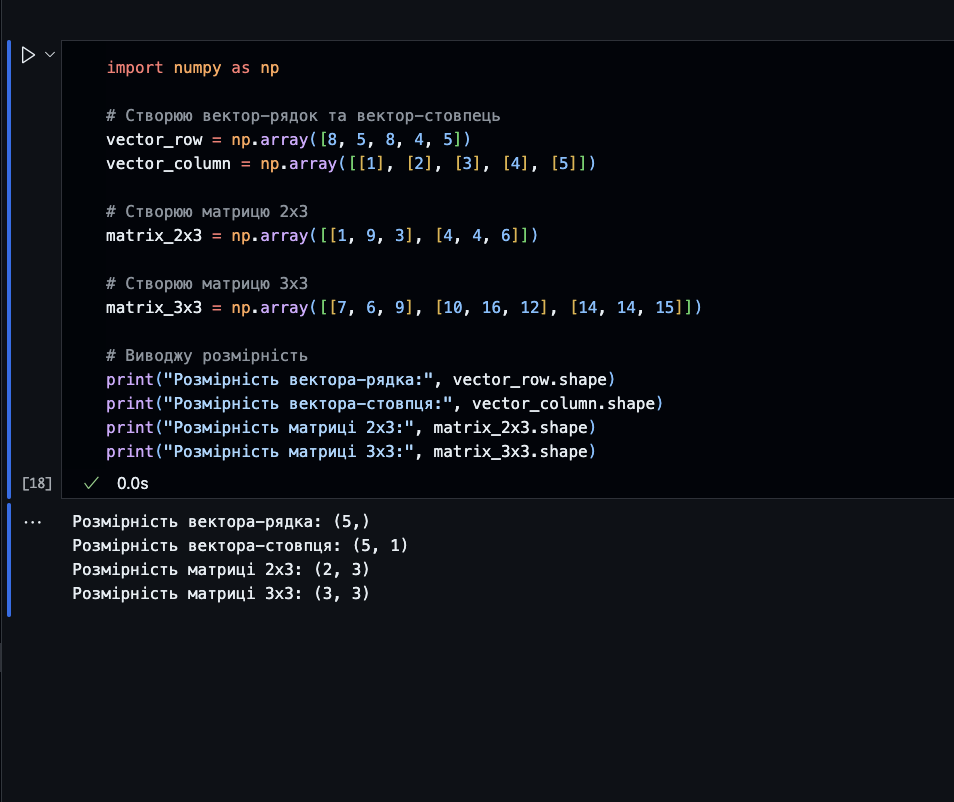 import numpy as np
# Створюю вектор-рядок та вектор-стовпець
vector_row = np.array([8, 5, 8, 4, 5])
vector_column = np.array([[1], [2], [3], [4], [5]])
# Створюю матрицю 2x3
matrix_2x3 = np.array([[1, 9, 3], [4, 4, 6]])
# Створюю матрицю 3x3
matrix_3x3 = np.array([[7, 6, 9], [10, 16, 12], [14, 14, 15]])
# Виводжу розмірність
print("Розмірність вектора-рядка:", vector_row.shape)
print("Розмірність вектора-стовпця:", vector_column.shape)
print("Розмірність матриці 2x3:", matrix_2x3.shape)
print("Розмірність матриці 3x3:", matrix_3x3.shape)
[18] 0.0s
Розмірність вектора-рядка: (5,)
Розмірність вектора-стовпця: (5, 1)
Розмірність матриці 2x3: (2, 3)
Розмірність матриці 3x3: (3, 3)